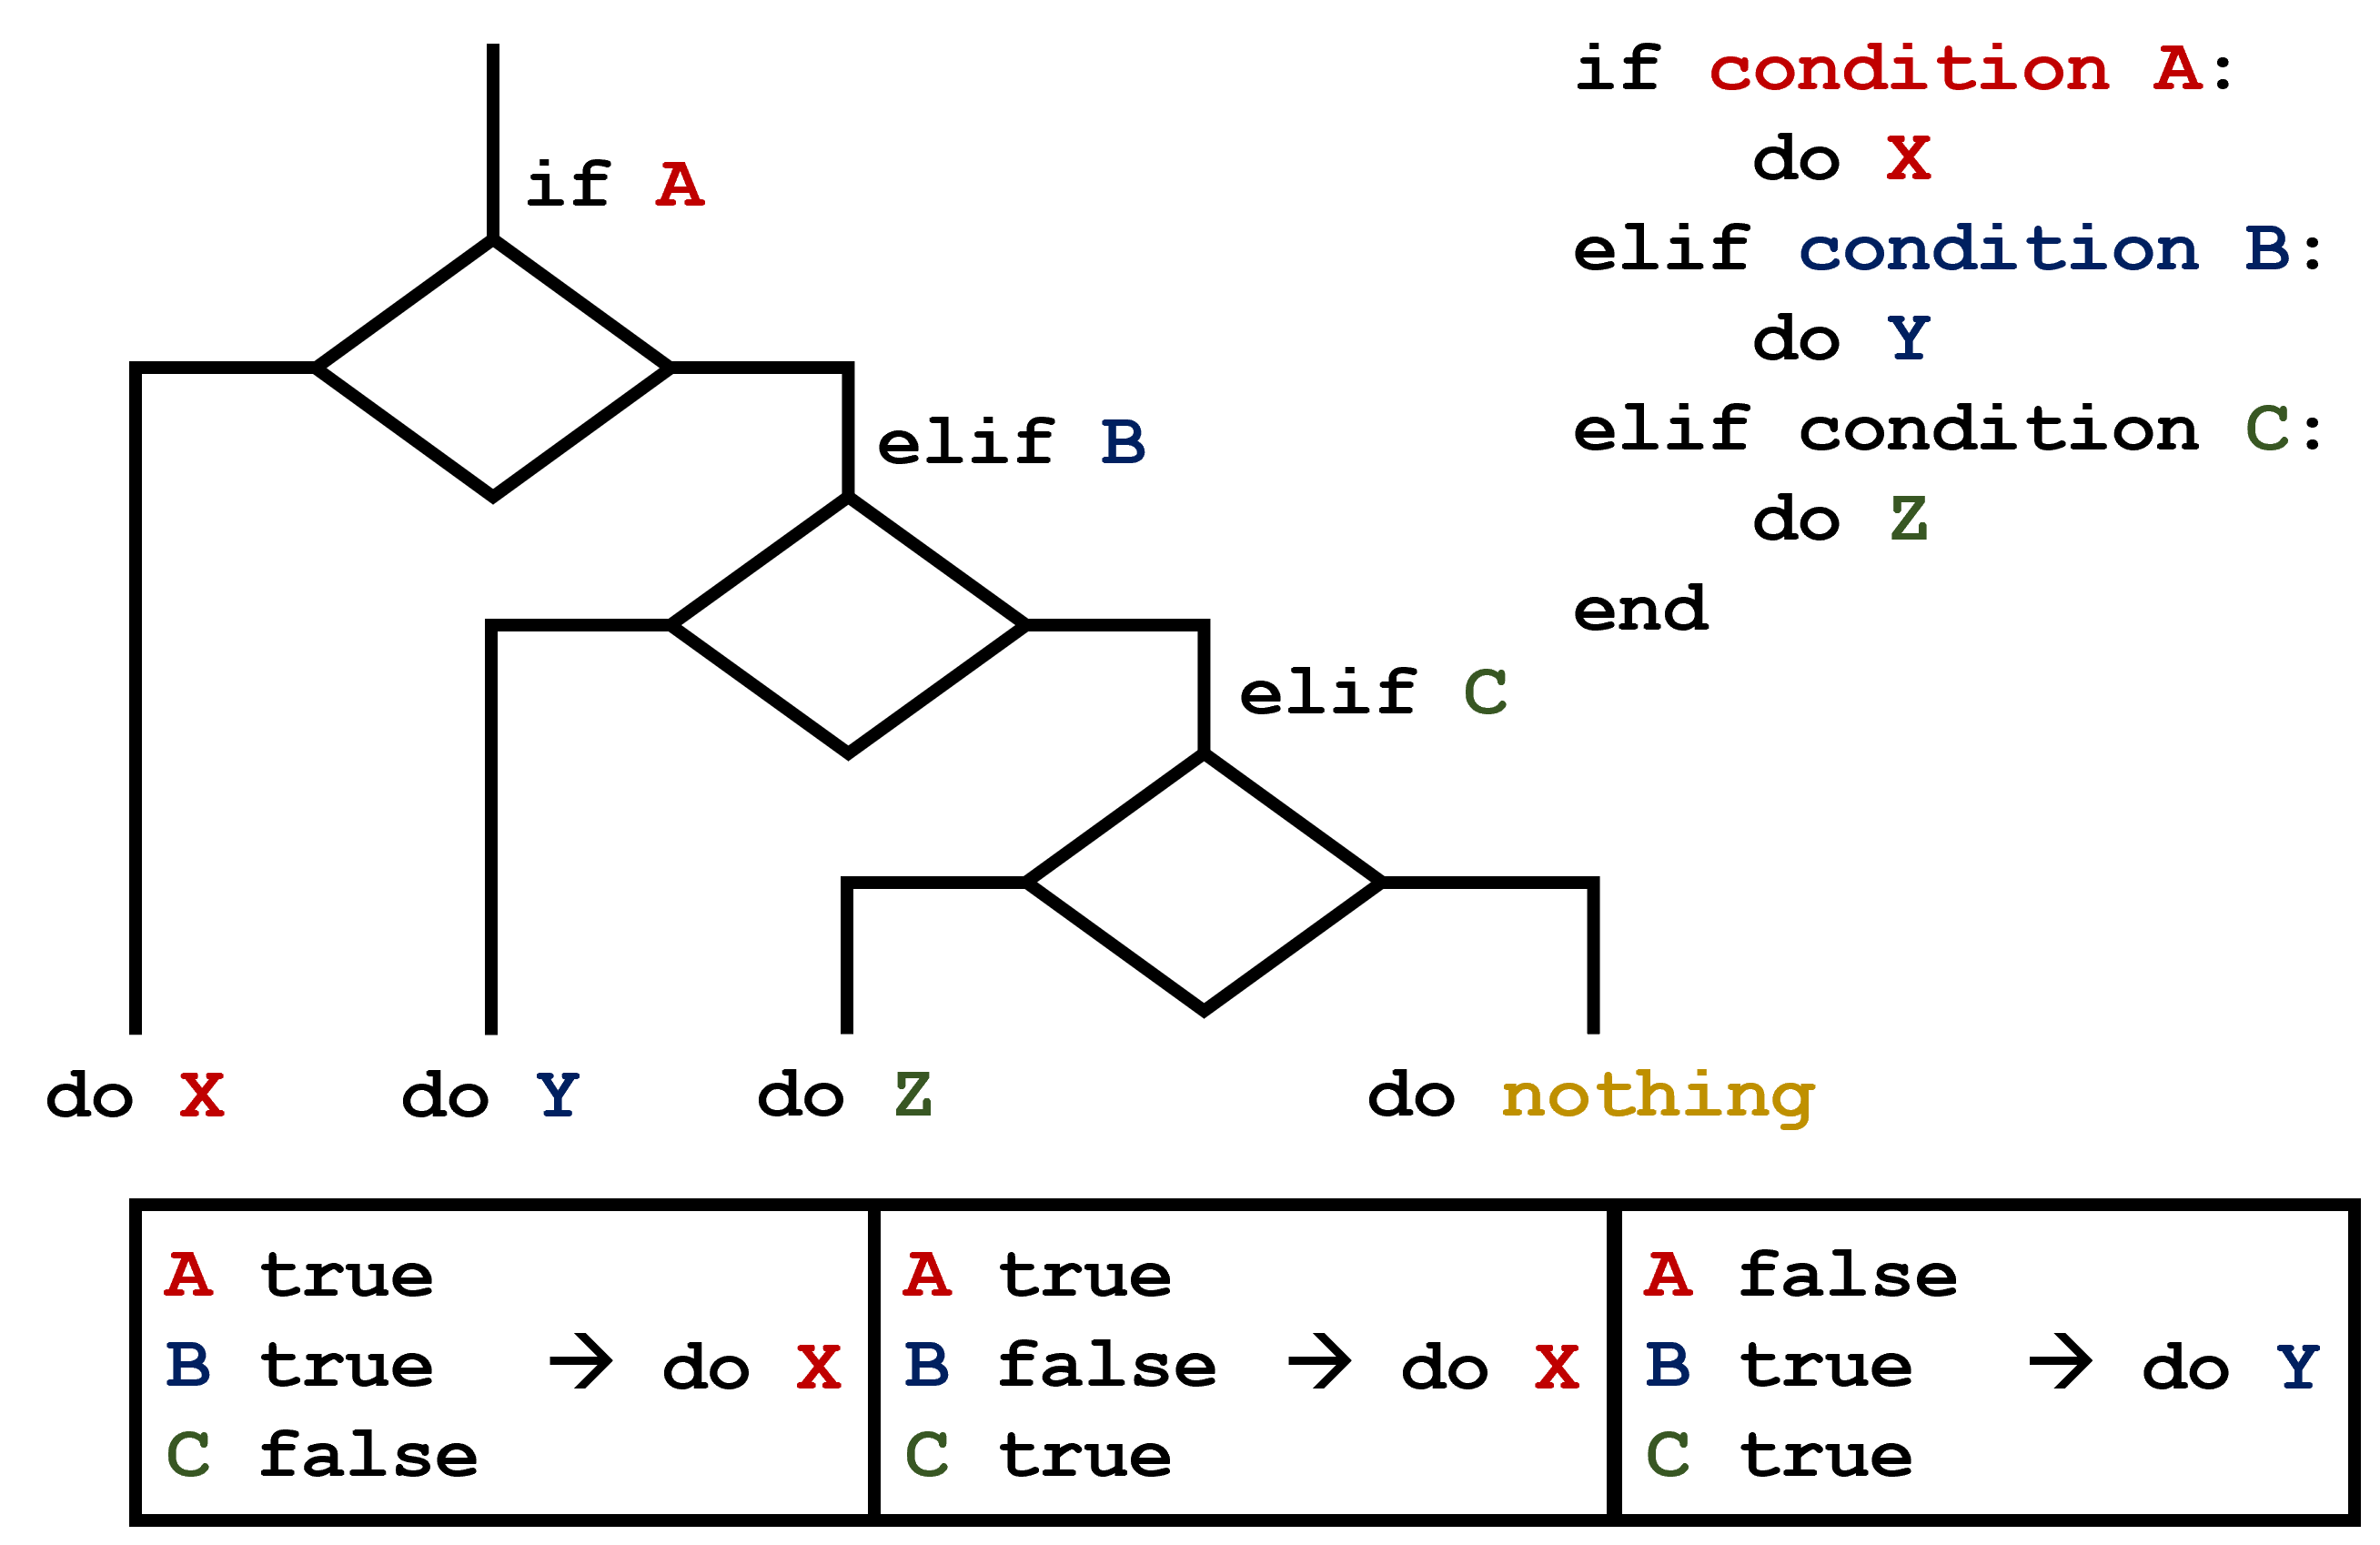 if A
elif B
elif C
do X
do Y
do Z
do nothing
if condition A:
do X
elif condition B:
do Y
elif condition C:
do Z
end
A true
B true → do X
C false
A true
B false → do X
C true
A false
B true → do Y
C true